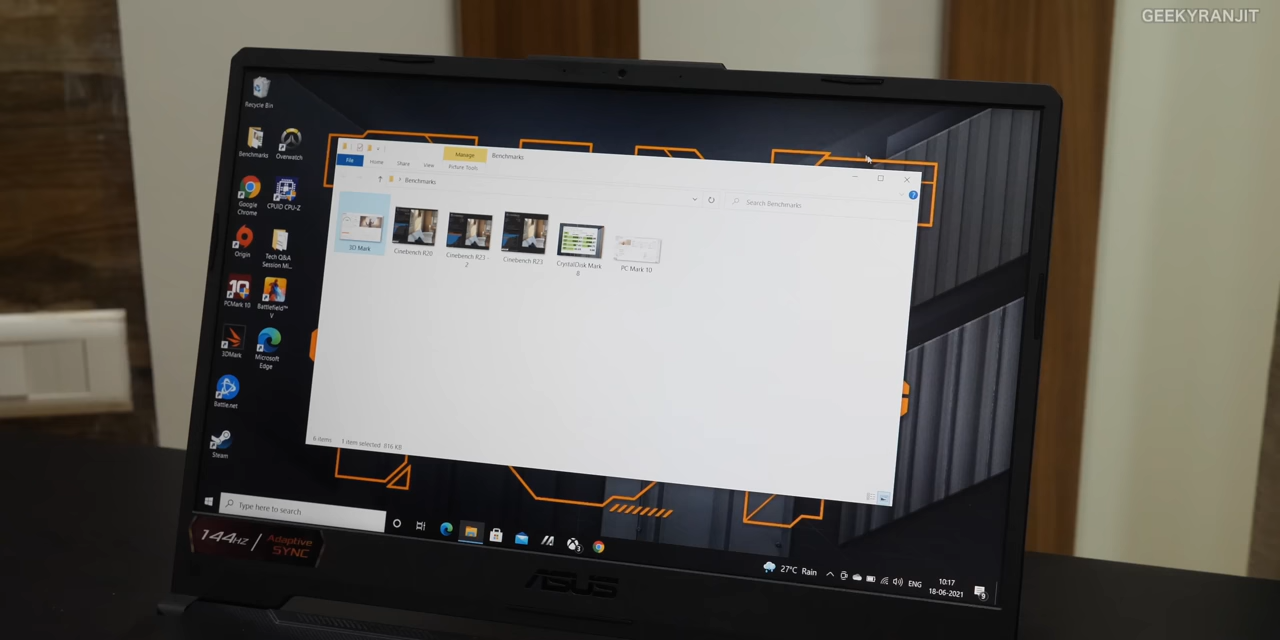 GEEKYRANJIT
Recycle Bin
Benchmarks
Overwatch
Google Chrome
CPUID CPU-Z
Origin
Tech Q&A Session Mi...
PCMark 10
Battlefield™ V
3DMark
Microsoft Edge
Battle.net
Steam
Manage
Benchmarks
File
Home
Share
View
Picture Tools
Benchmarks
Search Benchmarks
3D Mark
Cinebench R20
Cinebench R23 - 2
Cinebench R23
CrystalDisk Mark 8
PC Mark 10
6 items
1 item selected 816 KB
Type here to search
27°C Rain
ENG
10:17
18-06-2021
144Hz / Adaptive SYNC
ASUS